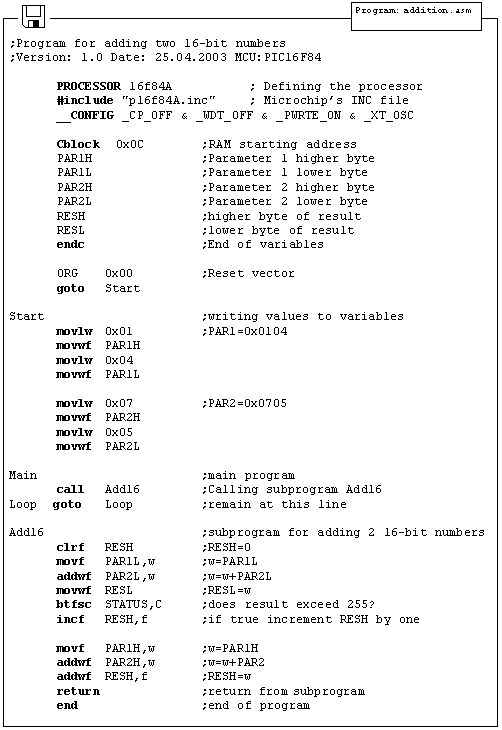 Program: addition.asm
;Program for adding two 16-bit numbers
;Version: 1.0 Date: 25.04.2003 MCU:PIC16F84
PROCESSOR 16f84A ; Defining the processor
#include "p16f84A.inc" ; Microchip's INC file
__CONFIG _CP_OFF & _WDT_OFF & _PWRTE_ON & _XT_OSC
Cblock 0x0C ;RAM starting address
PAR1H ;Parameter 1 higher byte
PAR1L ;Parameter 1 lower byte
PAR2H ;Parameter 2 higher byte
PAR2L ;Parameter 2 lower byte
RESH ;higher byte of result
RESL ;lower byte of result
endc ;End of variables
ORG 0x00 ;Reset vector
goto Start
Start ;writing values to variables
movlw 0x01 ;PAR1=0x0104
movwf PAR1H
movlw 0x04
movwf PAR1L
movlw 0x07 ;PAR2=0x0705
movwf PAR2H
movlw 0x05
movwf PAR2L
Main ;main program
call Add16 ;Calling subprogram Add16
Loop goto Loop ;remain at this line
Add16 ;subprogram for adding 2 16-bit numbers
clrf RESH ;RESH=0
movf PAR1L,w ;w=PAR1L
addwf PAR2L,w ;w=w+PAR2L
movwf RESL ;RESL=w
btfsc STATUS,C ;does result exceed 255?
incf RESH,f ;if true increment RESH by one
movf PAR1H,w ;w=PAR1H
addwf PAR2H,w ;w=w+PAR2
addwf RESH,f ;RESH=w
return ;return from subprogram
end ;end of program